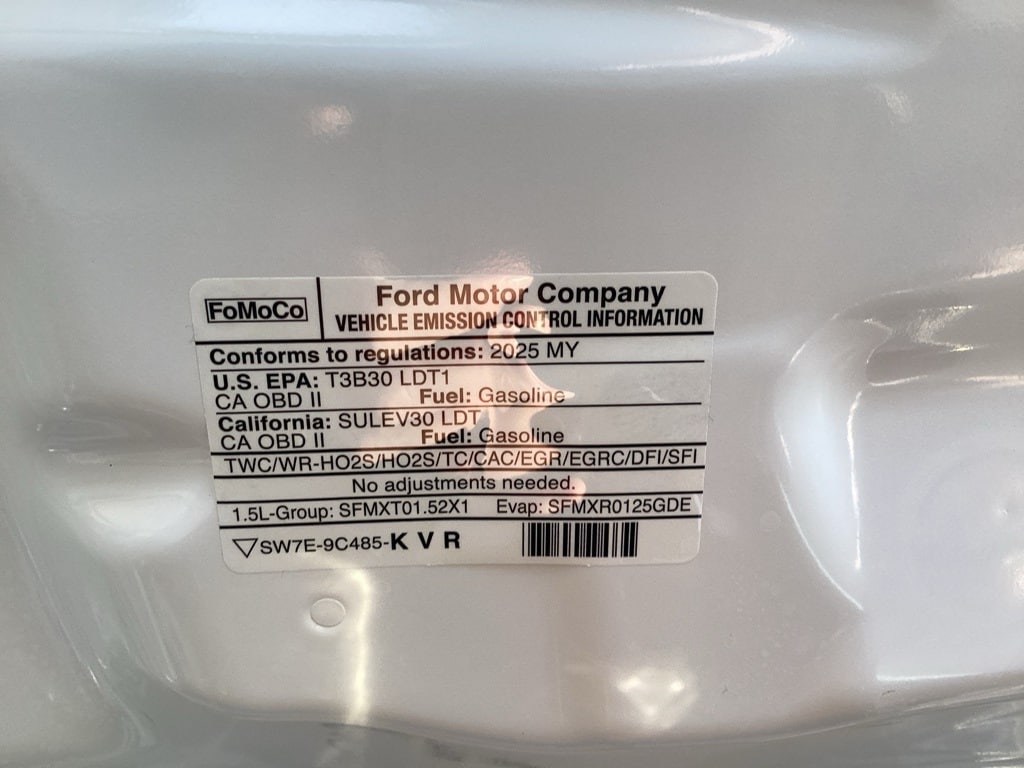 FoMoCo
Ford Motor Company
VEHICLE EMISSION CONTROL INFORMATION
Conforms to regulations: 2025 MY
U.S. EPA: T3B30 LDT1
CA OBD II Fuel: Gasoline
California: SULEV30 LDT
CA OBD II Fuel: Gasoline
TWC/WR-HO2S/HO2S/TC/CAC/EGR/EGRC/DFI/SFI
No adjustments needed.
1.5L-Group: SFMXT01.52X1 Evap: SFMXR0125GDE
SW7E-9C485-K V R